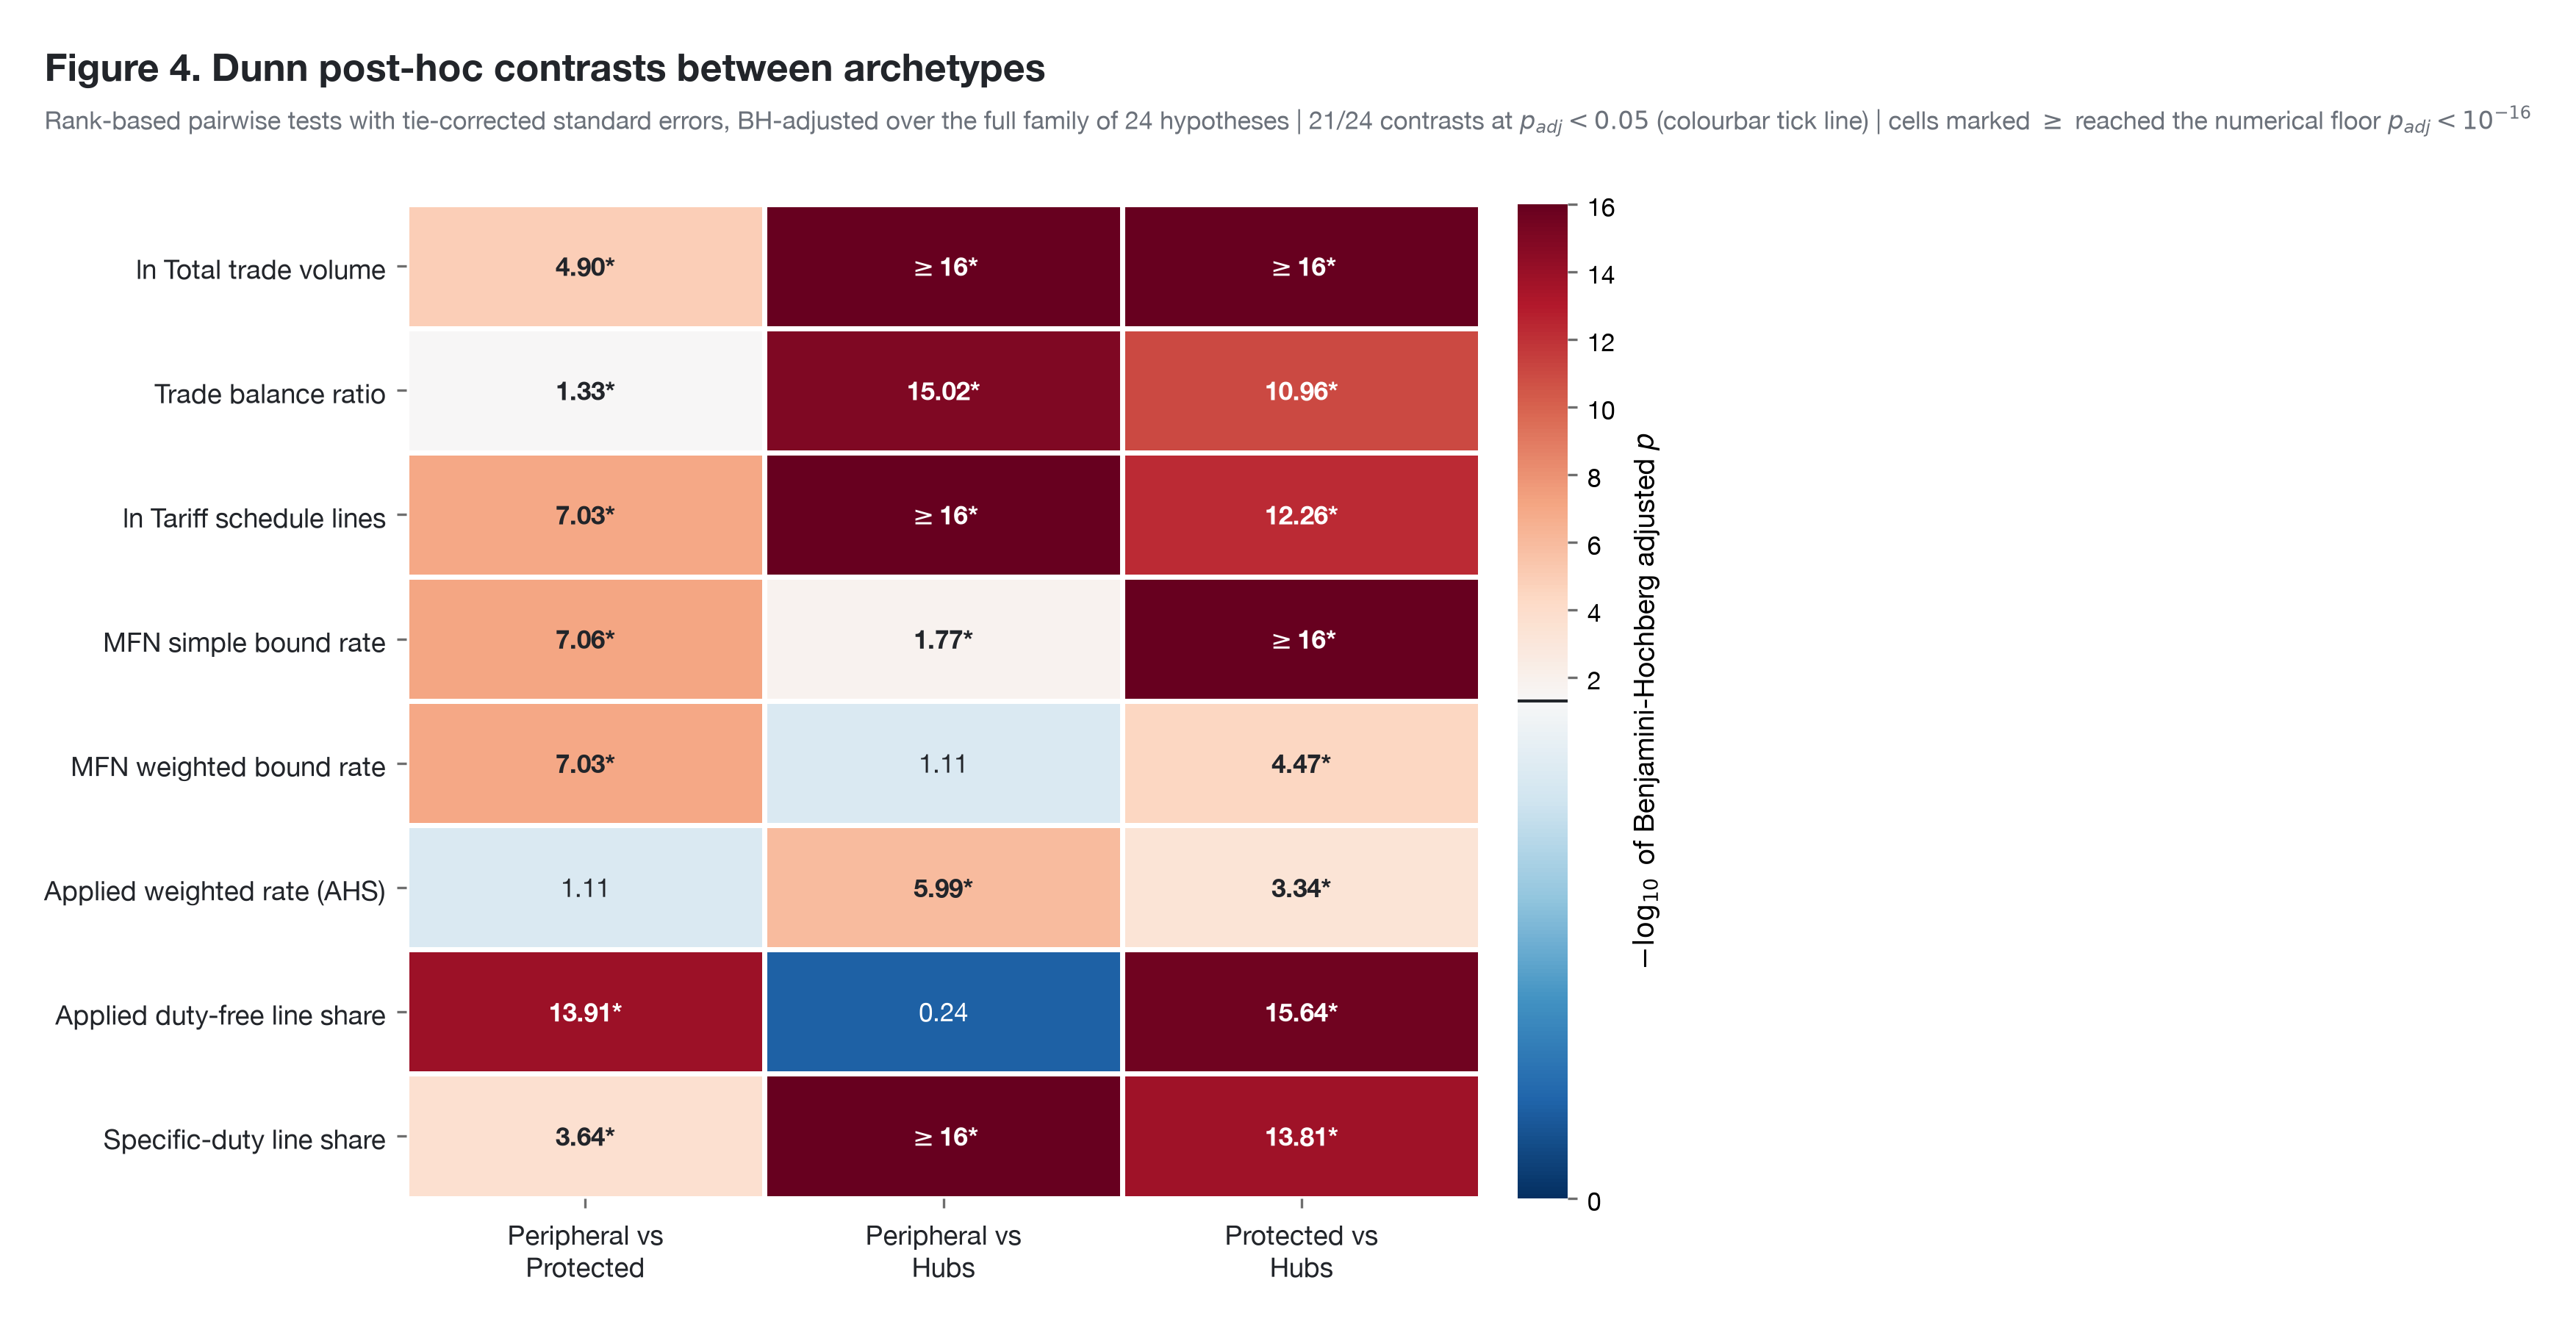 Figure 4. Dunn post-hoc contrasts between archetypes
Rank-based pairwise tests with tie-corrected standard errors, BH-adjusted over the full family of 24 hypotheses | 21/24 contrasts at p_adj < 0.05 (colourbar tick line) | cells marked ≥ reached the numerical floor p_adj < 10⁻¹⁶
ln Total trade volume 4.90* ≥ 16* ≥ 16*
Trade balance ratio 1.33* 15.02* 10.96*
ln Tariff schedule lines 7.03* ≥ 16* 12.26*
MFN simple bound rate 7.06* 1.77* ≥ 16*
MFN weighted bound rate 7.03* 1.11 4.47*
Applied weighted rate (AHS) 1.11 5.99* 3.34*
Applied duty-free line share 13.91* 0.24 15.64*
Specific-duty line share 3.64* ≥ 16* 13.81*
Peripheral vs
Protected
Peripheral vs
Hubs
Protected vs
Hubs
16
14
12
10
8
6
4
2
0
−log₁₀ of Benjamini-Hochberg adjusted p